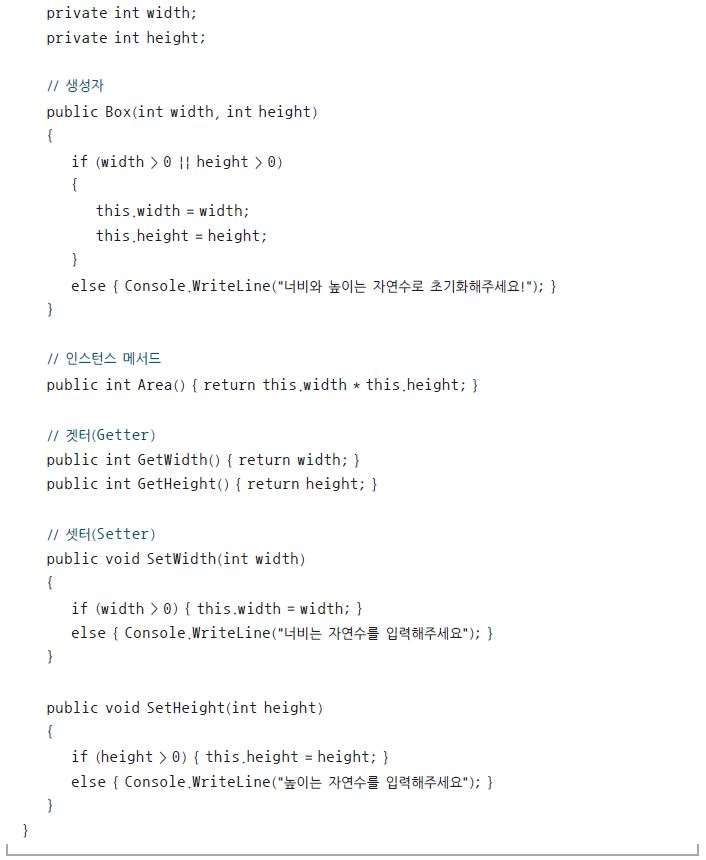 private int width;
private int height;
// 생성자
public Box(int width, int height)
{
if (width > 0 || height > 0)
{
this.width = width;
this.height = height;
}
else { Console.WriteLine("너비와 높이는 자연수로 초기화해주세요!"); }
}
// 인스턴스 메서드
public int Area() { return this.width * this.height; }
// 겟터(Getter)
public int GetWidth() { return width; }
public int GetHeight() { return height; }
// 셋터(Setter)
public void SetWidth(int width)
{
if (width > 0) { this.width = width; }
else { Console.WriteLine("너비는 자연수를 입력해주세요"); }
}
public void SetHeight(int height)
{
if (height > 0) { this.height = height; }
else { Console.WriteLine("높이는 자연수를 입력해주세요"); }
}
}